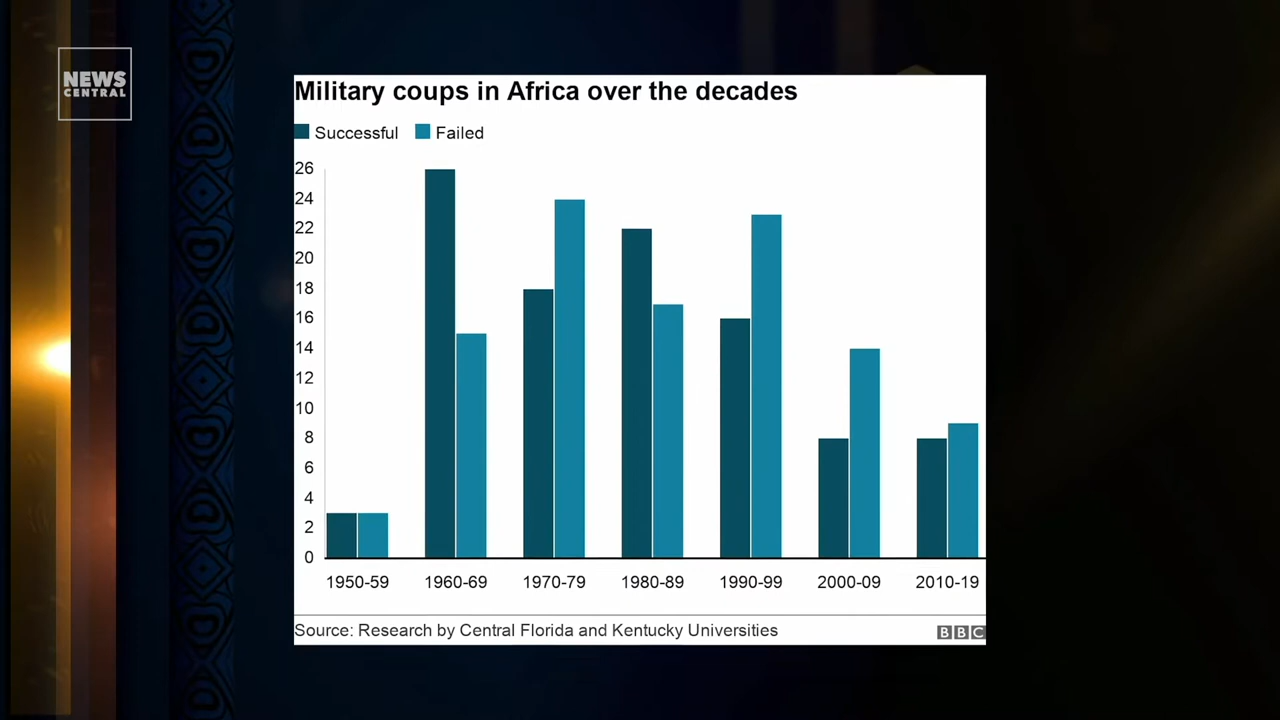 NEWS
CENTRAL
Military coups in Africa over the decades
Successful Failed
26
24
22
20
18
16
14
12
10
8
6
4
2
0
1950-59 1960-69 1970-79 1980-89 1990-99 2000-09 2010-19
Source: Research by Central Florida and Kentucky Universities
BBC